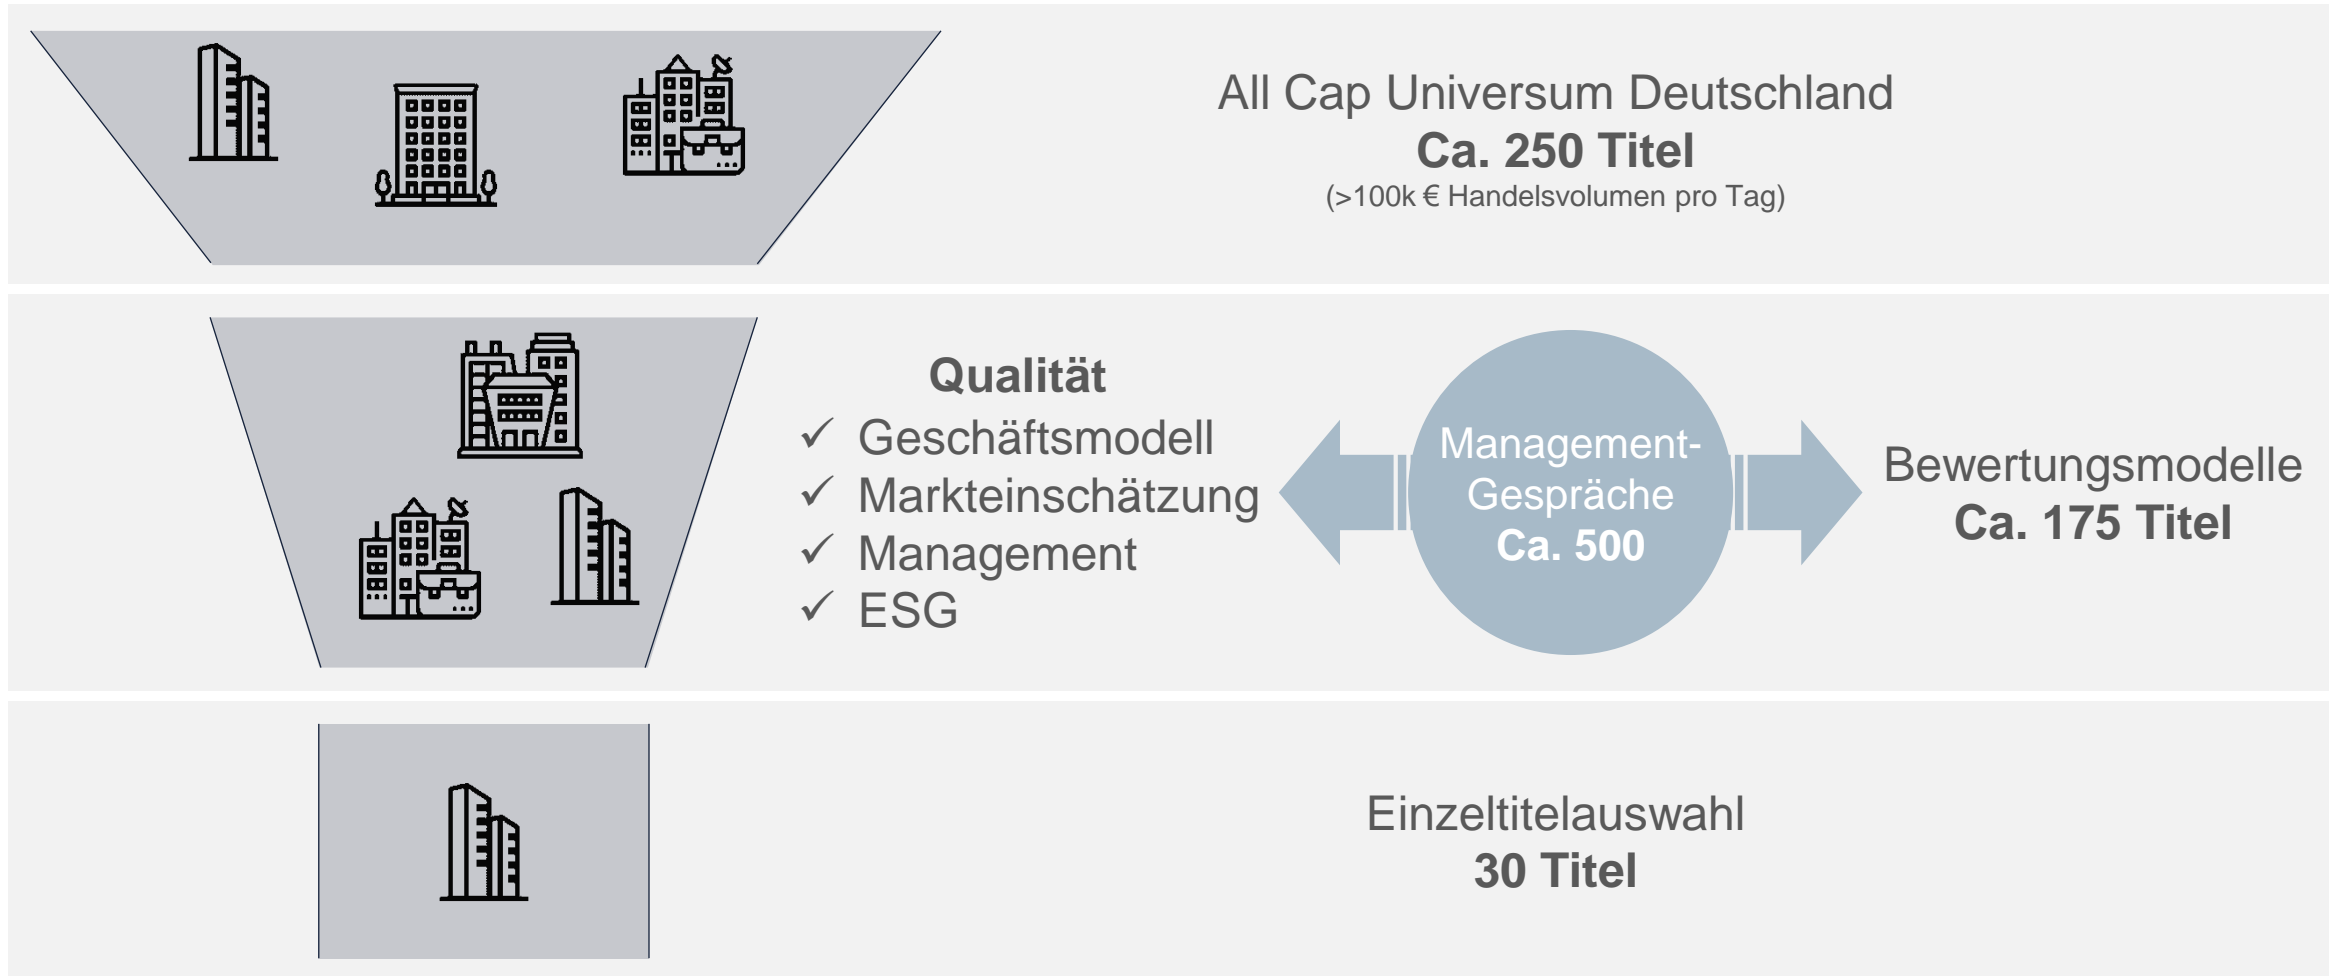 All Cap Universum Deutschland
Ca. 250 Titel
(>100k € Handelsvolumen pro Tag)
Qualität
✓ Geschäftsmodell
✓ Markteinschätzung
✓ Management
✓ ESG
Management-
Gespräche
Ca. 500
Bewertungsmodelle
Ca. 175 Titel
Einzeltitelauswahl
30 Titel